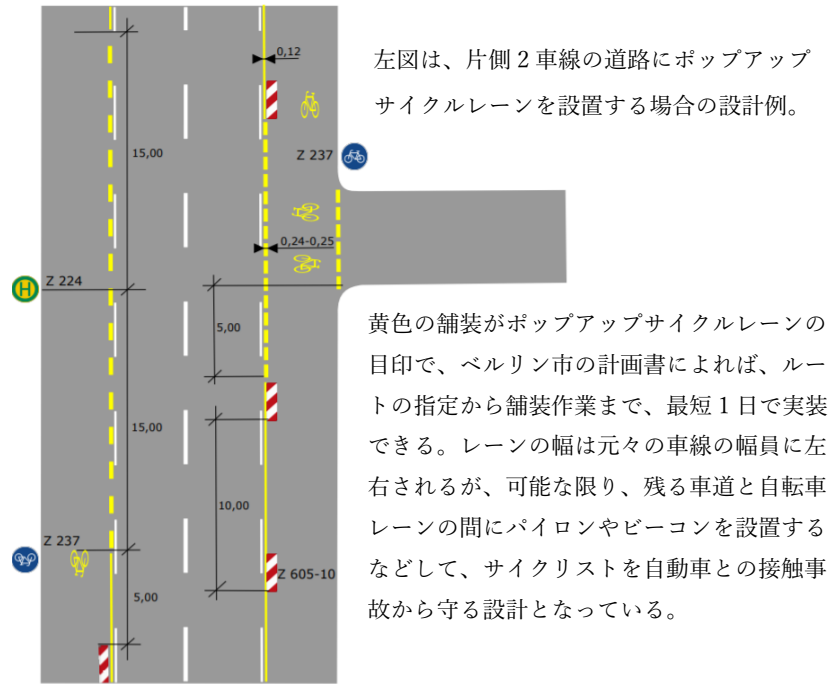 左図は、片側２車線の道路にポップアップ
サイクルレーンを設置する場合の設計例。
0,12
15,00
Z 237
0,24-0,25
Z 224
H
5,00
黄色の舗装がポップアップサイクルレーンの
目印で、ベルリン市の計画書によれば、ルー
トの指定から舗装作業まで、最短１日で実装
できる。レーンの幅は元々の車線の幅員に左
右されるが、可能な限り、残る車道と自転車
レーンの間にパイロンやビーコンを設置する
などして、サイクリストを自動車との接触事
故から守る設計となっている。
15,00
10,00
Z 237
Z 605-10
5,00